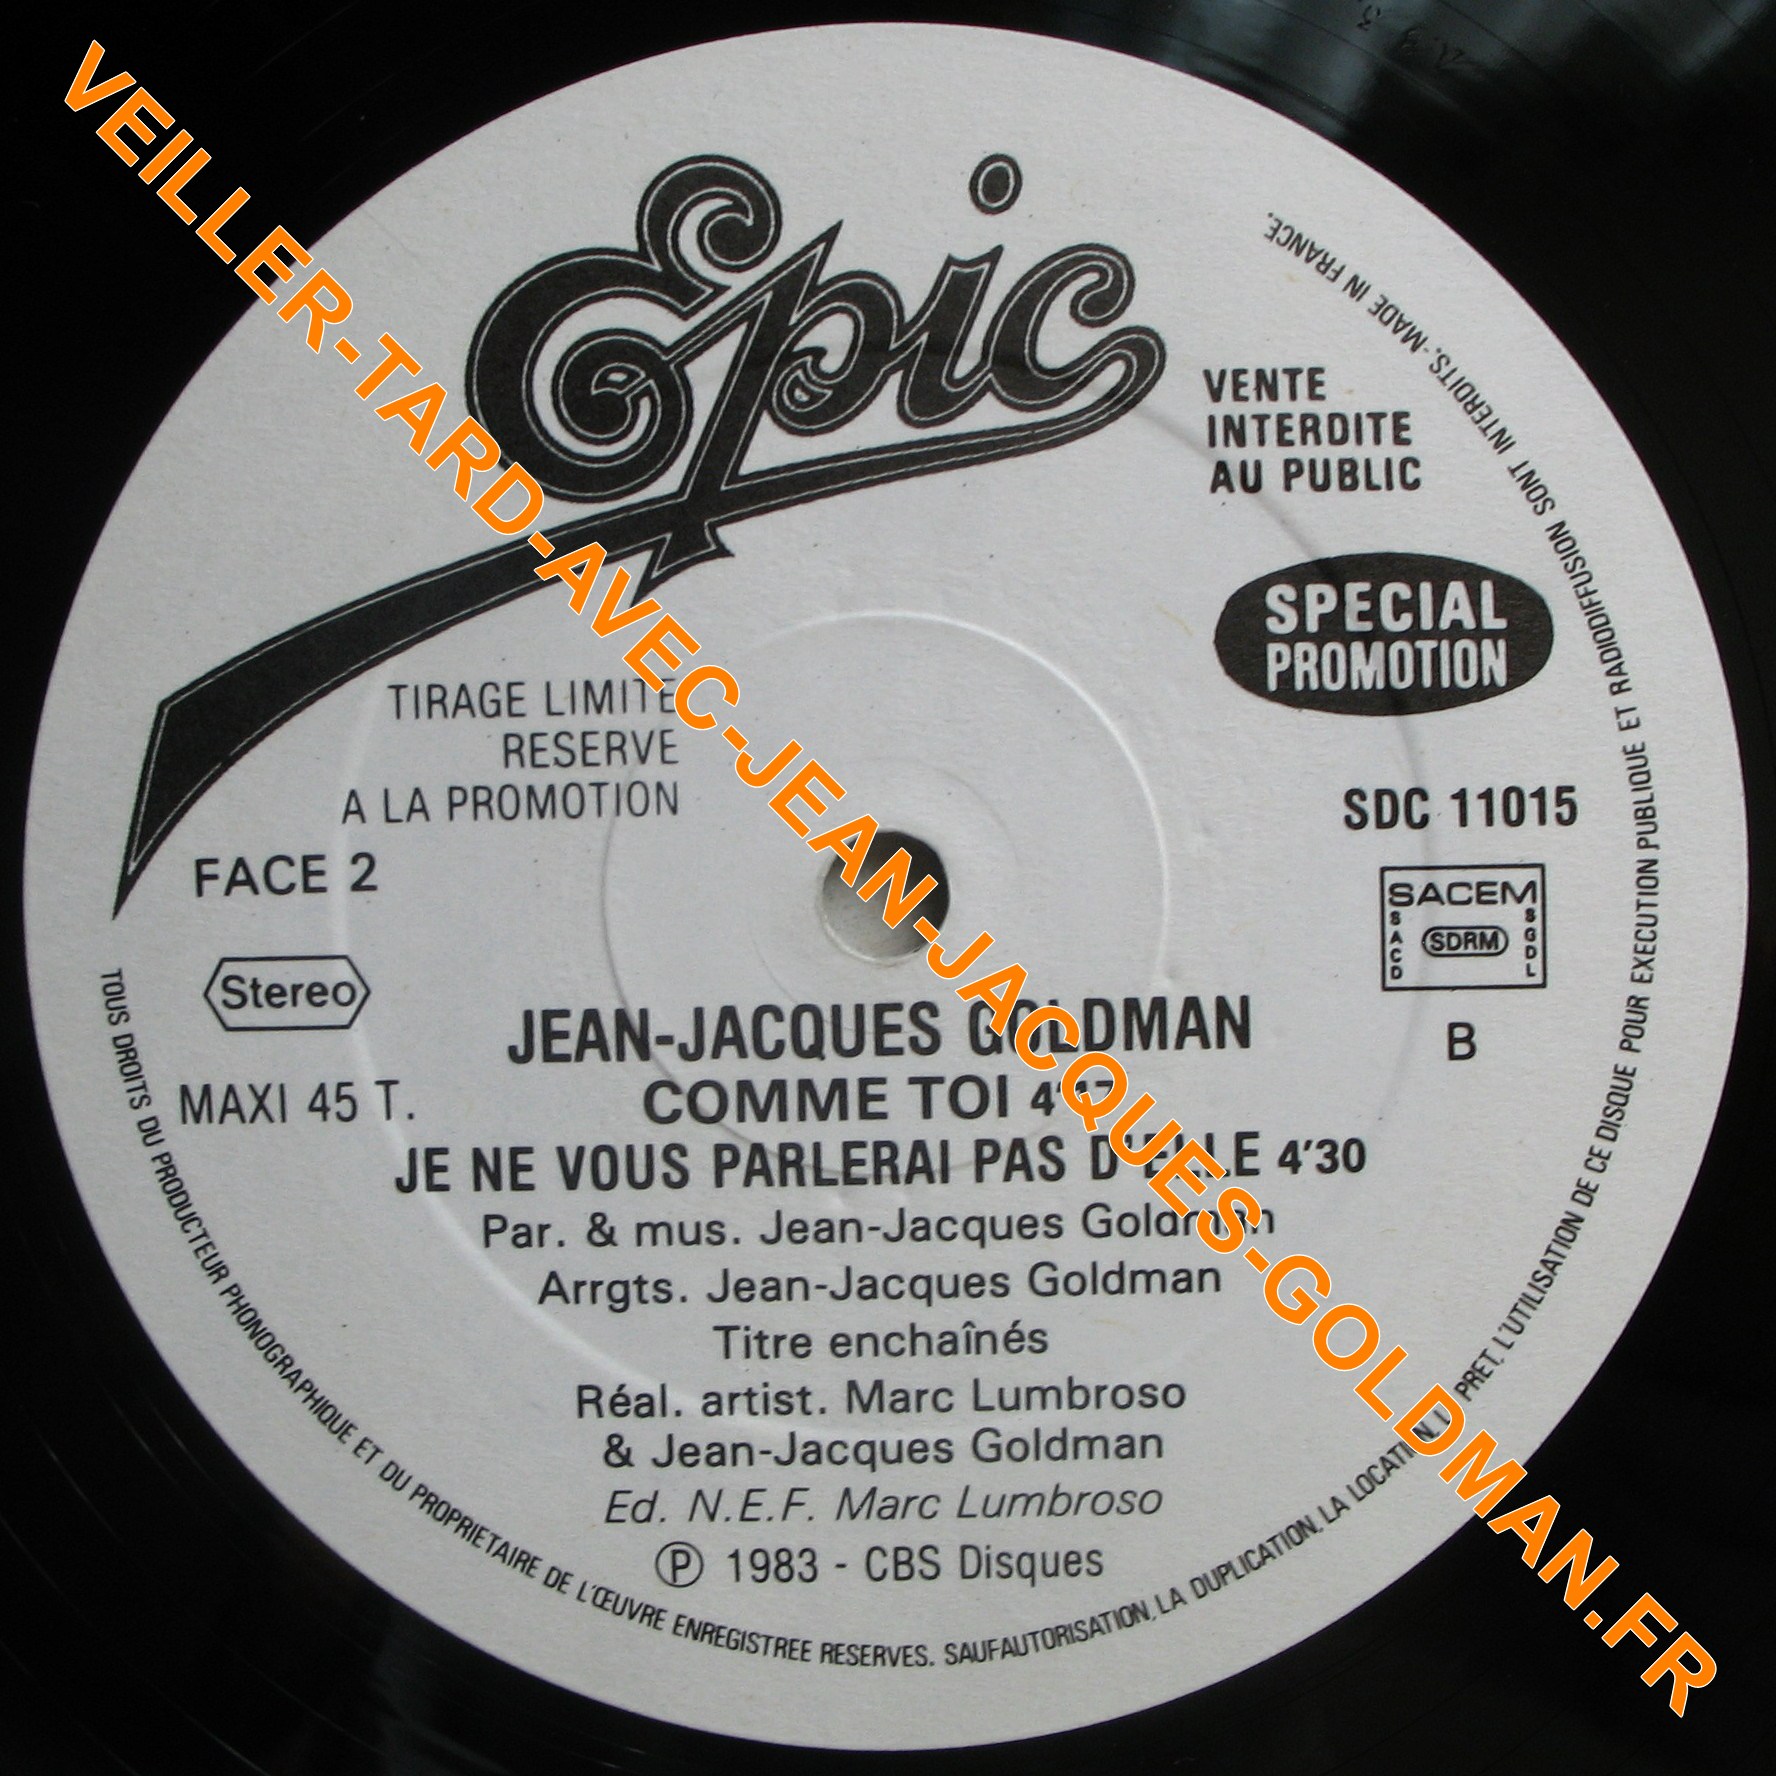 Epic
VENTE
INTERDITE
AU PUBLIC
SPECIAL
PROMOTION
TIRAGE LIMITE
RESERVE
A LA PROMOTION
FACE 2
SDC 11015
SACEM
SACD
SDRM
SGDL
Stereo
B
MAXI 45 T.
JEAN-JACQUES GOLDMAN
COMME TOI
JE NE VOUS PARLERAI PAS D'ELLE 4'30
Par. & mus. Jean-Jacques Goldman
Arrgts. Jean-Jacques Goldman
Titre enchaînés
Réal. artist. Marc Lumbroso
& Jean-Jacques Goldman
Ed. N.E.F. Marc Lumbroso
Ⓟ 1983 - CBS Disques
TOUS DROITS DU PRODUCTEUR PHONOGRAPHIQUE ET DU PROPRIETAIRE DE L'ŒUVRE ENREGISTREE RESERVES. SAUF AUTORISATION, LA DUPLICATION, LA LOCATION, LE PRET, L'UTILISATION DE CE DISQUE POUR EXECUTION PUBLIQUE ET RADIODIFFUSION SONT INTERDITS.-MADE IN FRANCE.
VEILLER-TARD-AVEC-JEAN-JACQUES-GOLDMAN.FR